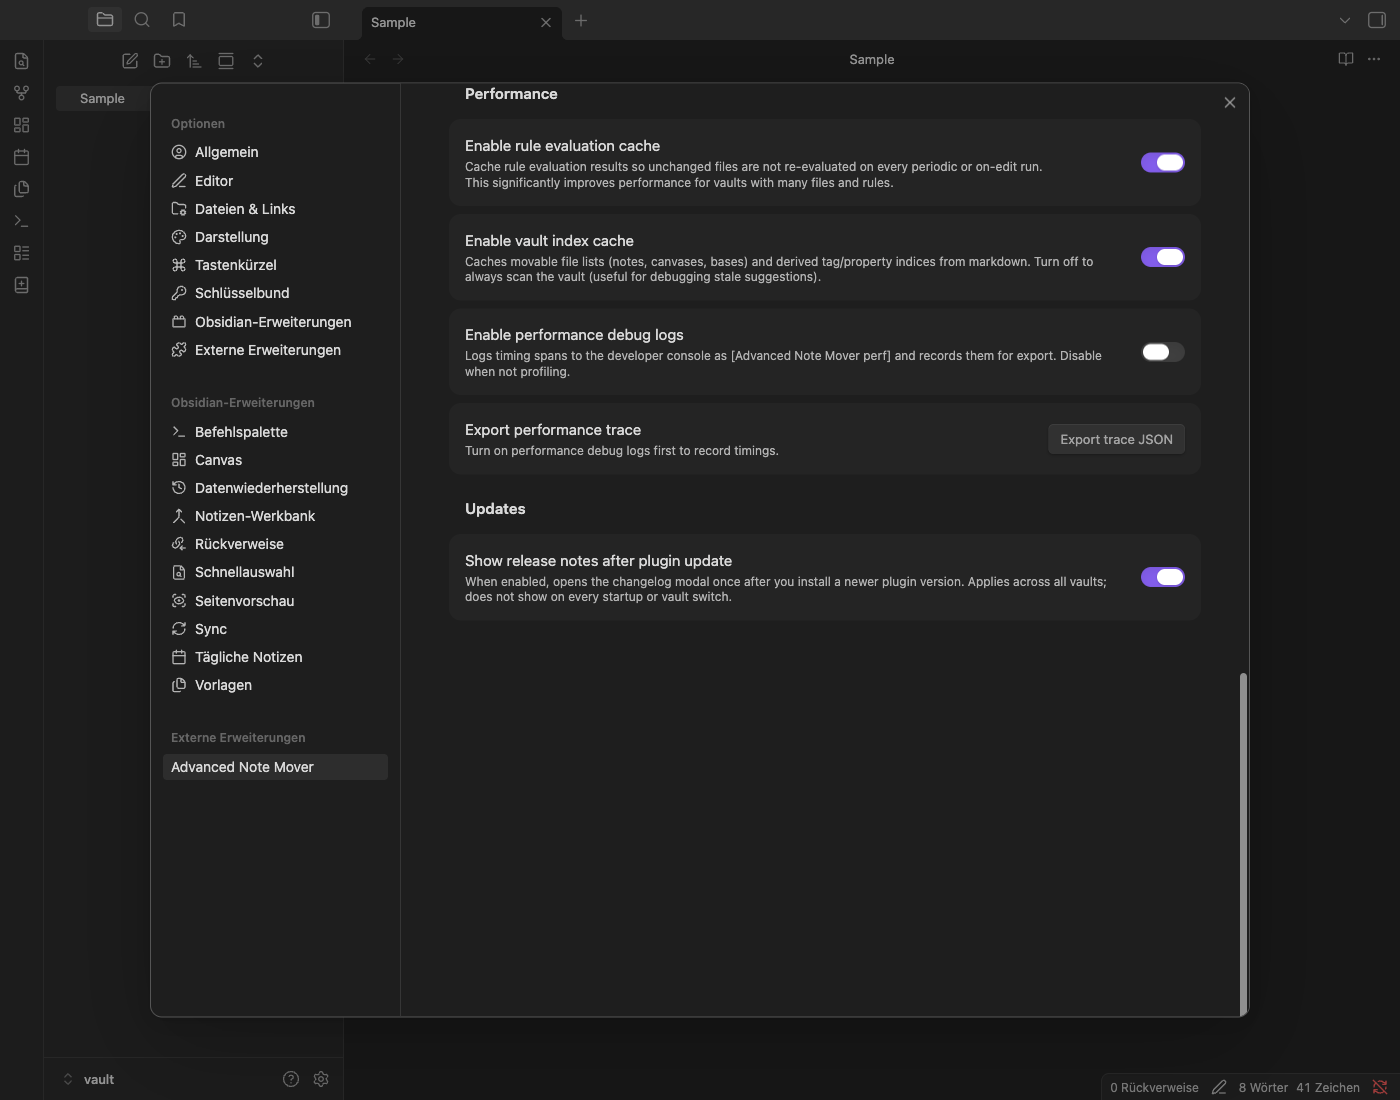 Sample
Sample
Sample
Optionen
Allgemein
Editor
Dateien & Links
Darstellung
Tastenkürzel
Schlüsselbund
Obsidian-Erweiterungen
Externe Erweiterungen
Obsidian-Erweiterungen
Befehlspalette
Canvas
Datenwiederherstellung
Notizen-Werkbank
Rückverweise
Schnellauswahl
Seitenvorschau
Sync
Tägliche Notizen
Vorlagen
Externe Erweiterungen
Advanced Note Mover
Performance
Enable rule evaluation cache
Cache rule evaluation results so unchanged files are not re-evaluated on every periodic or on-edit run.
This significantly improves performance for vaults with many files and rules.
Enable vault index cache
Caches movable file lists (notes, canvases, bases) and derived tag/property indices from markdown. Turn off to
always scan the vault (useful for debugging stale suggestions).
Enable performance debug logs
Logs timing spans to the developer console as [Advanced Note Mover perf] and records them for export. Disable
when not profiling.
Export performance trace
Turn on performance debug logs first to record timings.
Export trace JSON
Updates
Show release notes after plugin update
When enabled, opens the changelog modal once after you install a newer plugin version. Applies across all vaults;
does not show on every startup or vault switch.
vault
0 Rückverweise
8 Wörter
41 Zeichen